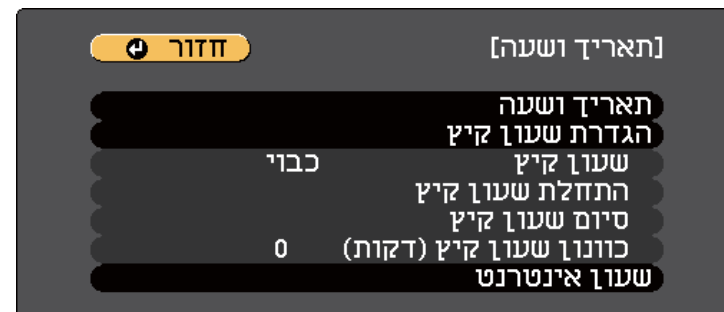 [תאריך ושעה] חזור
תאריך ושעה
הגדרת שעון קיץ
שעון קיץ כבוי
התחלת שעון קיץ
סיום שעון קיץ
כוונון שעון קיץ (דקות) 0
שעון אינטרנט